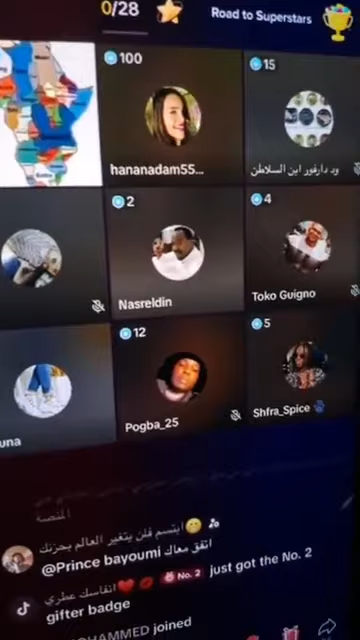 0/28
Road to Superstars
100
hananadam55...
15
ود دارفور ابن السلاطن
2
Nasreldin
4
Toko Guigno
una
12
Pogba_25
5
Shfra_Spice
المنصة
ابتسم فلن يتغير العالم بحزنك
@Prince bayoumi اتفق معاك
انفاسك عطري No. 2 just got the No. 2
gifter badge
OHAMMED joined